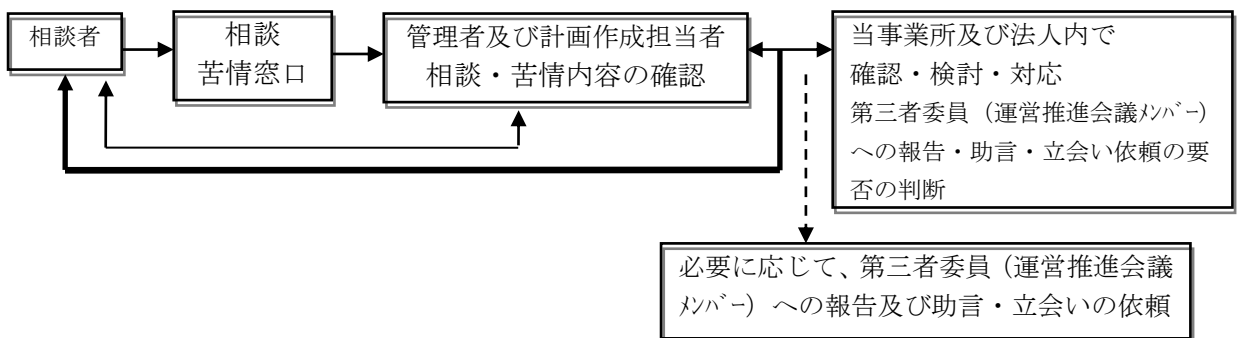 相談者
相談
苦情窓口
管理者及び計画作成担当者
相談・苦情内容の確認
当事業所及び法人内で
確認・検討・対応
第三者委員（運営推進会議ﾒﾝﾊﾞｰ）
への報告・助言・立会い依頼の要
否の判断
必要に応じて、第三者委員（運営推進会議
ﾒﾝﾊﾞｰ）への報告及び助言・立会いの依頼